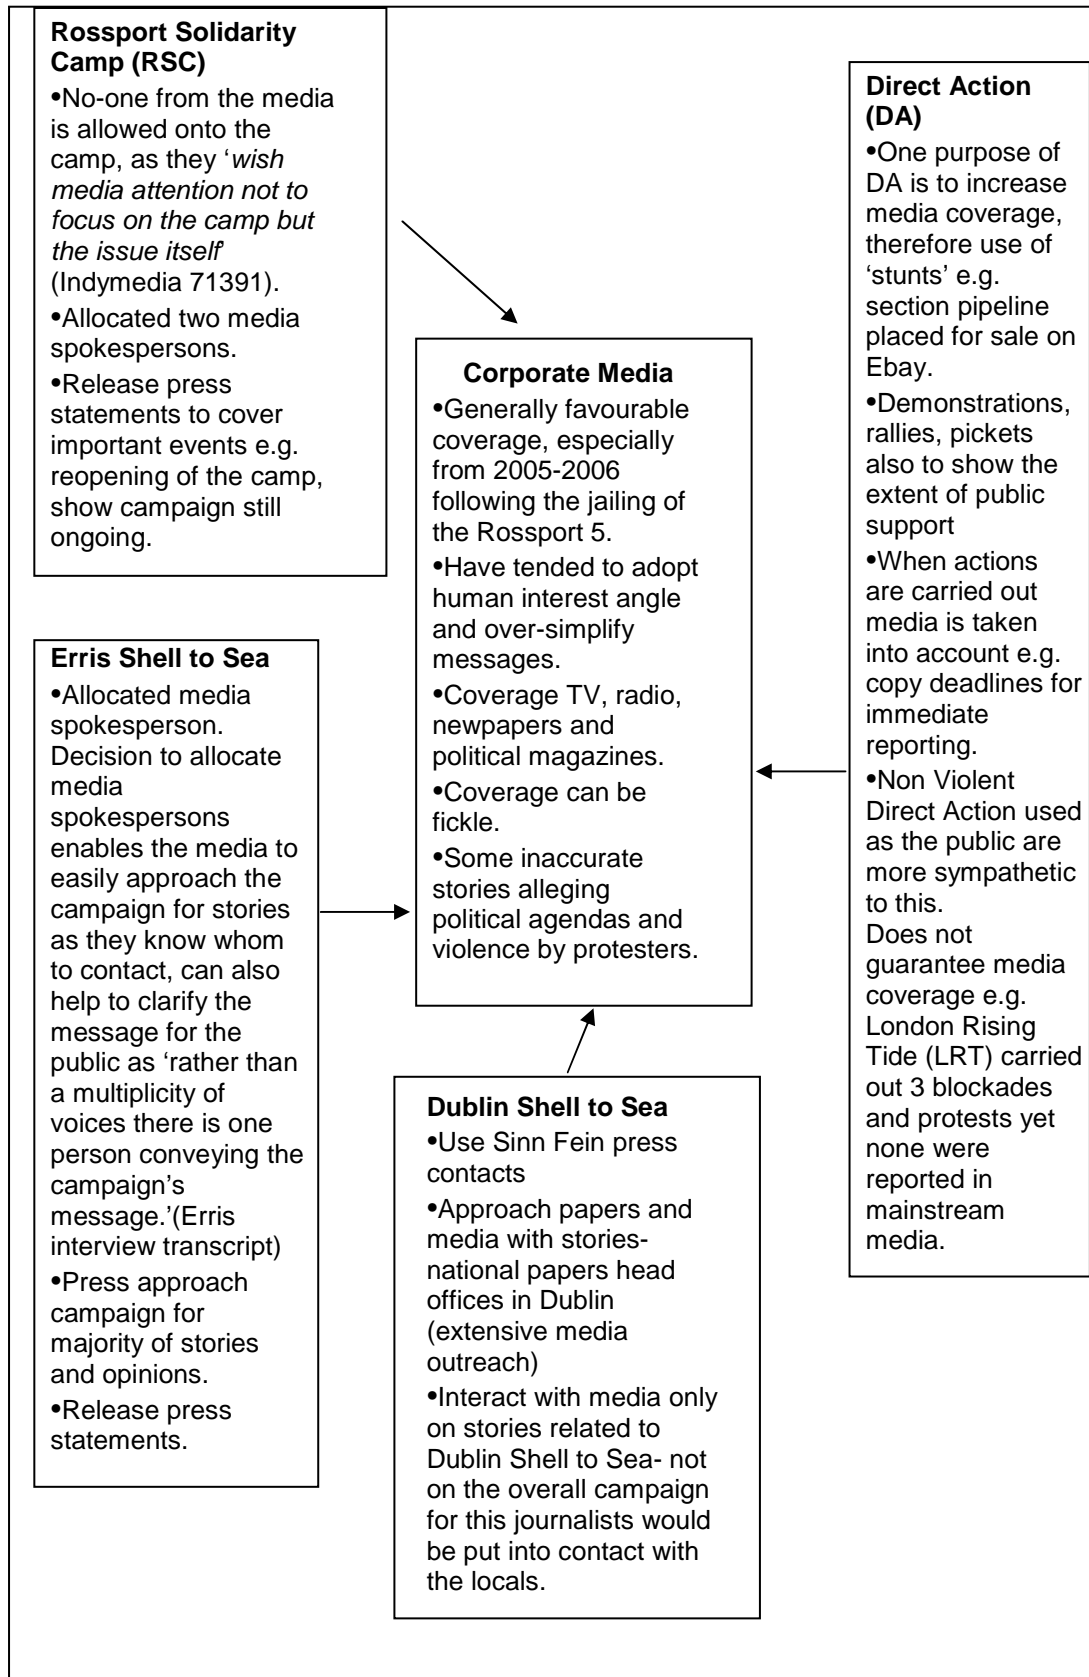 Rossport Solidarity
Camp (RSC)
•No-one from the media
is allowed onto the
camp, as they ‘wish
media attention not to
focus on the camp but
the issue itself’
(Indymedia 71391).
•Allocated two media
spokespersons.
•Release press
statements to cover
important events e.g.
reopening of the camp,
show campaign still
ongoing.
Erris Shell to Sea
•Allocated media
spokesperson.
Decision to allocate
media
spokespersons
enables the media to
easily approach the
campaign for stories
as they know whom
to contact, can also
help to clarify the
message for the
public as ‘rather than
a multiplicity of
voices there is one
person conveying the
campaign’s
message.’(Erris
interview transcript)
•Press approach
campaign for
majority of stories
and opinions.
•Release press
statements.
Corporate Media
•Generally favourable
coverage, especially
from 2005-2006
following the jailing of
the Rossport 5.
•Have tended to adopt
human interest angle
and over-simplify
messages.
•Coverage TV, radio,
newpapers and
political magazines.
•Coverage can be
fickle.
•Some inaccurate
stories alleging
political agendas and
violence by protesters.
Dublin Shell to Sea
•Use Sinn Fein press
contacts
•Approach papers and
media with stories-
national papers head
offices in Dublin
(extensive media
outreach)
•Interact with media only
on stories related to
Dublin Shell to Sea- not
on the overall campaign
for this journalists would
be put into contact with
the locals.
Direct Action
(DA)
•One purpose of
DA is to increase
media coverage,
therefore use of
‘stunts’ e.g.
section pipeline
placed for sale on
Ebay.
•Demonstrations,
rallies, pickets
also to show the
extent of public
support
•When actions
are carried out
media is taken
into account e.g.
copy deadlines for
immediate
reporting.
•Non Violent
Direct Action used
as the public are
more sympathetic
to this.
Does not
guarantee media
coverage e.g.
London Rising
Tide (LRT) carried
out 3 blockades
and protests yet
none were
reported in
mainstream
media.